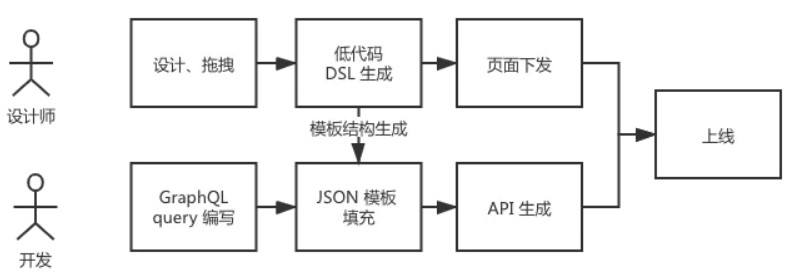 设计师
设计、拖拽
低代码
DSL 生成
页面下发
模板结构生成
上线
开发
GraphQL
query 编写
JSON 模板
填充
API 生成